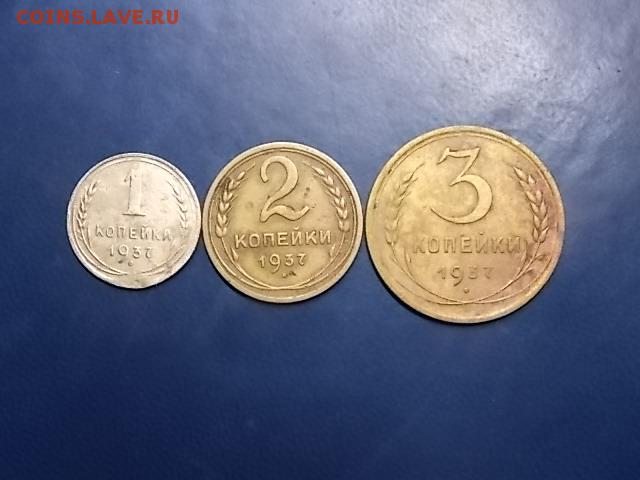 COINS.LAVE.RU
1
КОПЕЙКА
1937
2
КОПЕЙКИ
1937
3
КОПЕЙКИ
1937